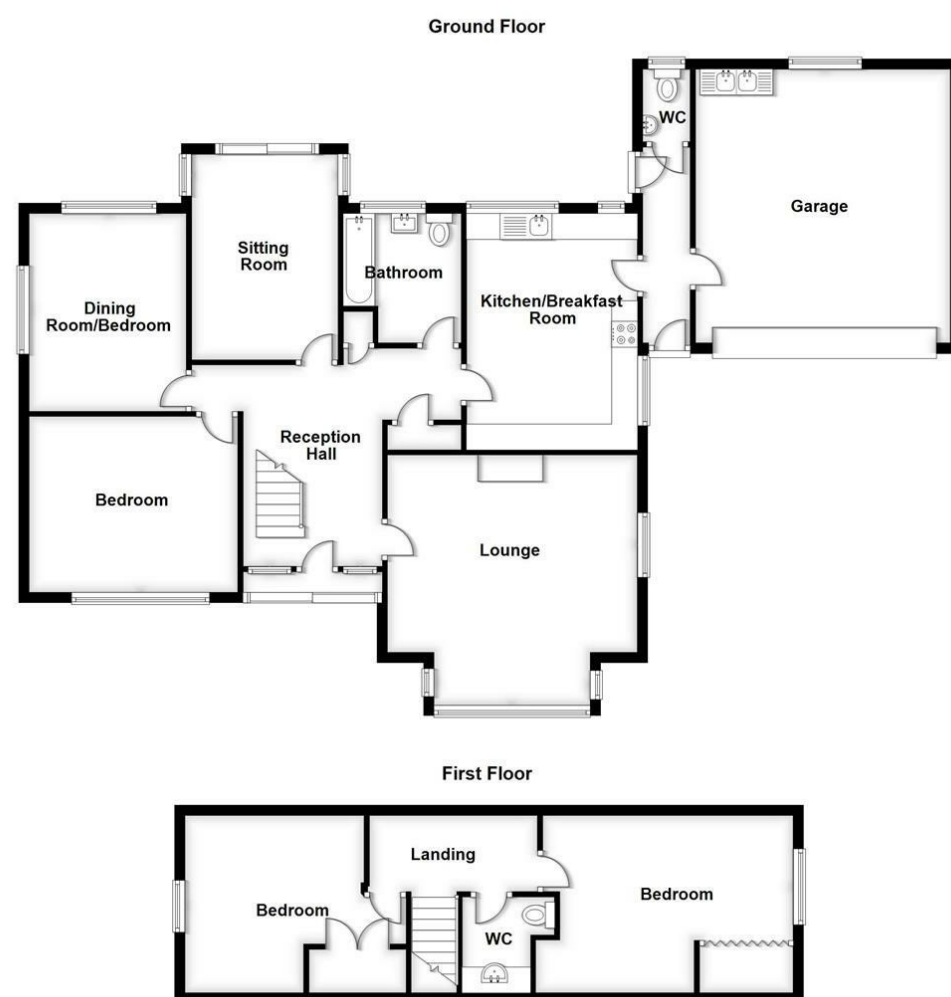 Ground Floor
WC
Garage
Sitting
Room
Bathroom
Kitchen/Breakfast
Room
Dining
Room/Bedroom
Reception
Hall
Bedroom
Lounge
First Floor
Landing
Bedroom
Bedroom
WC